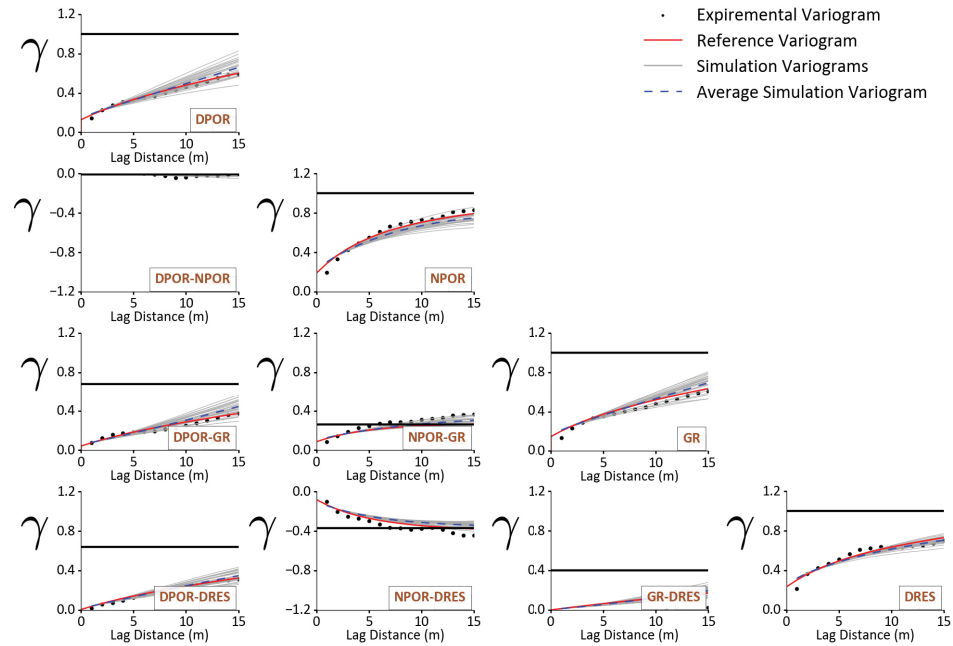 Expiremental Variogram
Reference Variogram
Simulation Variograms
Average Simulation Variogram
γ
1.2
0.8
0.4
0.0
5
10
15
DPOR
Lag Distance (m)
γ
0.0
−0.4
−0.8
−1.2
0
5
10
15
DPOR-NPOR
Lag Distance (m)
γ
1.2
0.8
0.4
0.0
0
5
10
15
NPOR
Lag Distance (m)
γ
1.2
0.8
0.4
0.0
0
5
10
15
DPOR-GR
Lag Distance (m)
γ
1.2
0.8
0.4
0.0
0
5
10
15
NPOR-GR
Lag Distance (m)
γ
1.2
0.8
0.4
0.0
0
5
10
15
GR
Lag Distance (m)
γ
1.2
0.8
0.4
0.0
0
5
10
15
DPOR-DRES
Lag Distance (m)
γ
0.0
−0.4
−0.8
−1.2
0
5
10
15
NPOR-DRES
Lag Distance (m)
γ
1.2
0.8
0.4
0.0
0
5
10
15
GR-DRES
Lag Distance (m)
γ
1.2
0.8
0.4
0.0
0
5
10
15
DRES
Lag Distance (m)